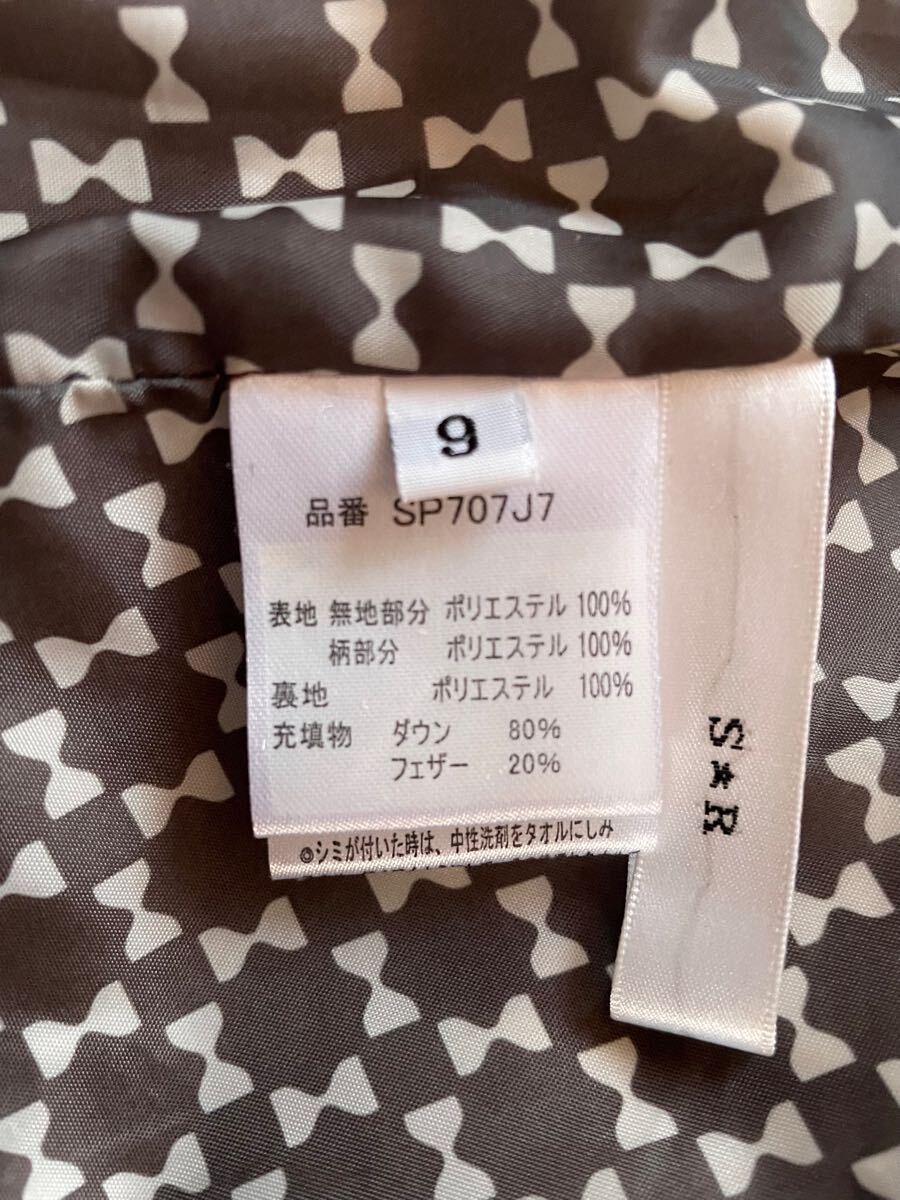 9
品番 SP707J7
表地 無地部分 ポリエステル 100%
柄部分 ポリエステル 100%
裏地 ポリエステル 100%
充填物 ダウン 80%
フェザー 20%
◎シミが付いた時は、中性洗剤をタオルにしみ
S*R